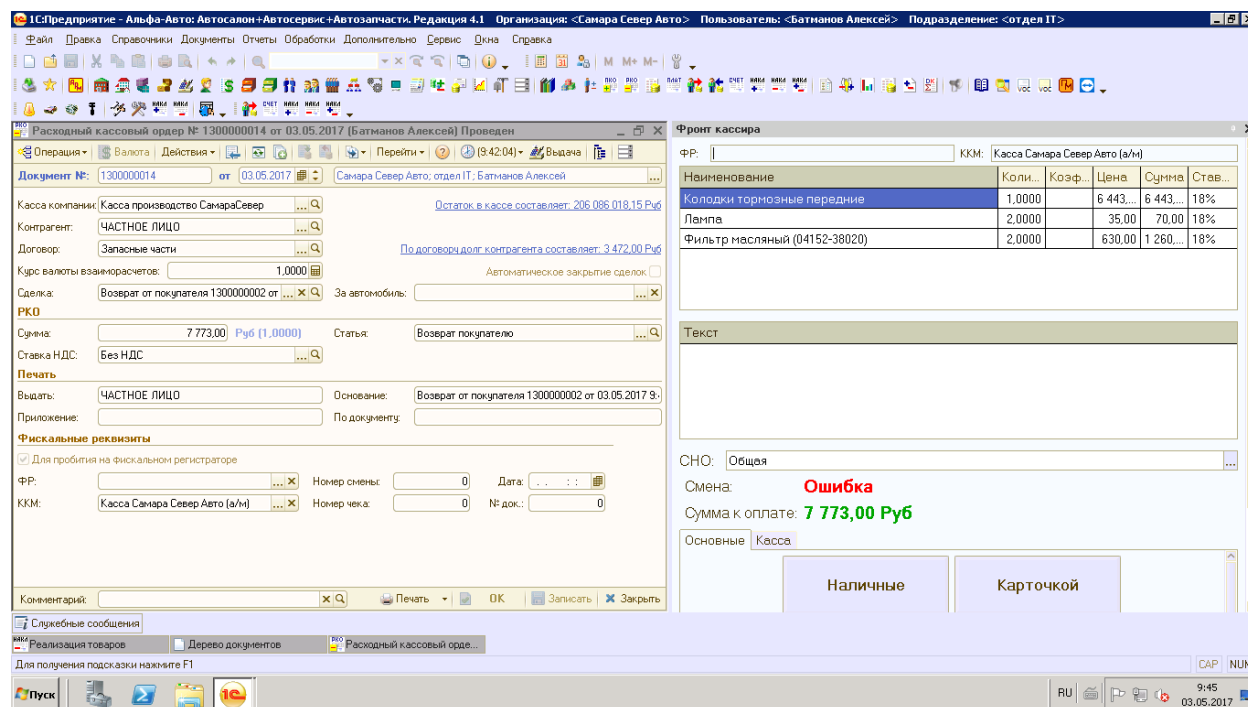 1С:Предприятие - Альфа-Авто: Автосалон+Автосервис+Автозапчасти. Редакция 4.1 Организация: <Самара Север Авто> Пользователь: <Батманов Алексей> Подразделение: <отдел IT>
Файл Правка Справочники Документы Отчеты Обработки Дополнительно Сервис Окна Справка
M M+ M-
Расходный кассовый ордер № 1300000014 от 03.05.2017 (Батманов Алексей) Проведен
Операция Валюта Действия Перейти (9:42:04) Выдача
Документ №: 1300000014 от 03.05.2017 Самара Север Авто; отдел IT; Батманов Алексей ...
Касса компании: Касса производство СамараСевер ... Остаток в кассе составляет: 206 086 018,15 Руб
Контрагент: ЧАСТНОЕ ЛИЦО ...
Договор: Запасные части ... По договору долг контрагента составляет: 3 472,00 Руб
Курс валюты взаиморасчетов: 1,0000 Автоматическое закрытие сделок
Сделка: Возврат от покупателя 1300000002 от ... За автомобиль: ...
РКО
Сумма: 7 773,00 Руб (1,0000) Статья: Возврат покупателю ...
Ставка НДС: Без НДС ...
Печать
Выдать: ЧАСТНОЕ ЛИЦО Основание: Возврат от покупателя 1300000002 от 03.05.2017 9:
Приложение: По документу:
Фискальные реквизиты
Для пробития на фискальном регистраторе
ФР: ... Номер смены: 0 Дата: . . : :
ККМ: Касса Самара Север Авто (а/м) ... Номер чека: 0 № док.: 0
Комментарий: Печать OK Записать Закрыть
Фронт кассира
ФР: ККМ: Касса Самара Север Авто (а/м)
Наименование Коли... Коэф... Цена Сумма Став...
Колодки тормозные передние 1,0000 6 443,... 6 443,... 18%
Лампа 2,0000 35,00 70,00 18%
Фильтр масляный (04152-38020) 2,0000 630,00 1 260,... 18%
Текст
СНО: Общая ...
Смена: Ошибка
Сумма к оплате: 7 773,00 Руб
Основные Касса
Наличные Карточкой
Служебные сообщения
Реализация товаров Дерево документов Расходный кассовый орде...
Для получения подсказки нажмите F1 CAP NUM
Пуск RU 9:45
03.05.2017